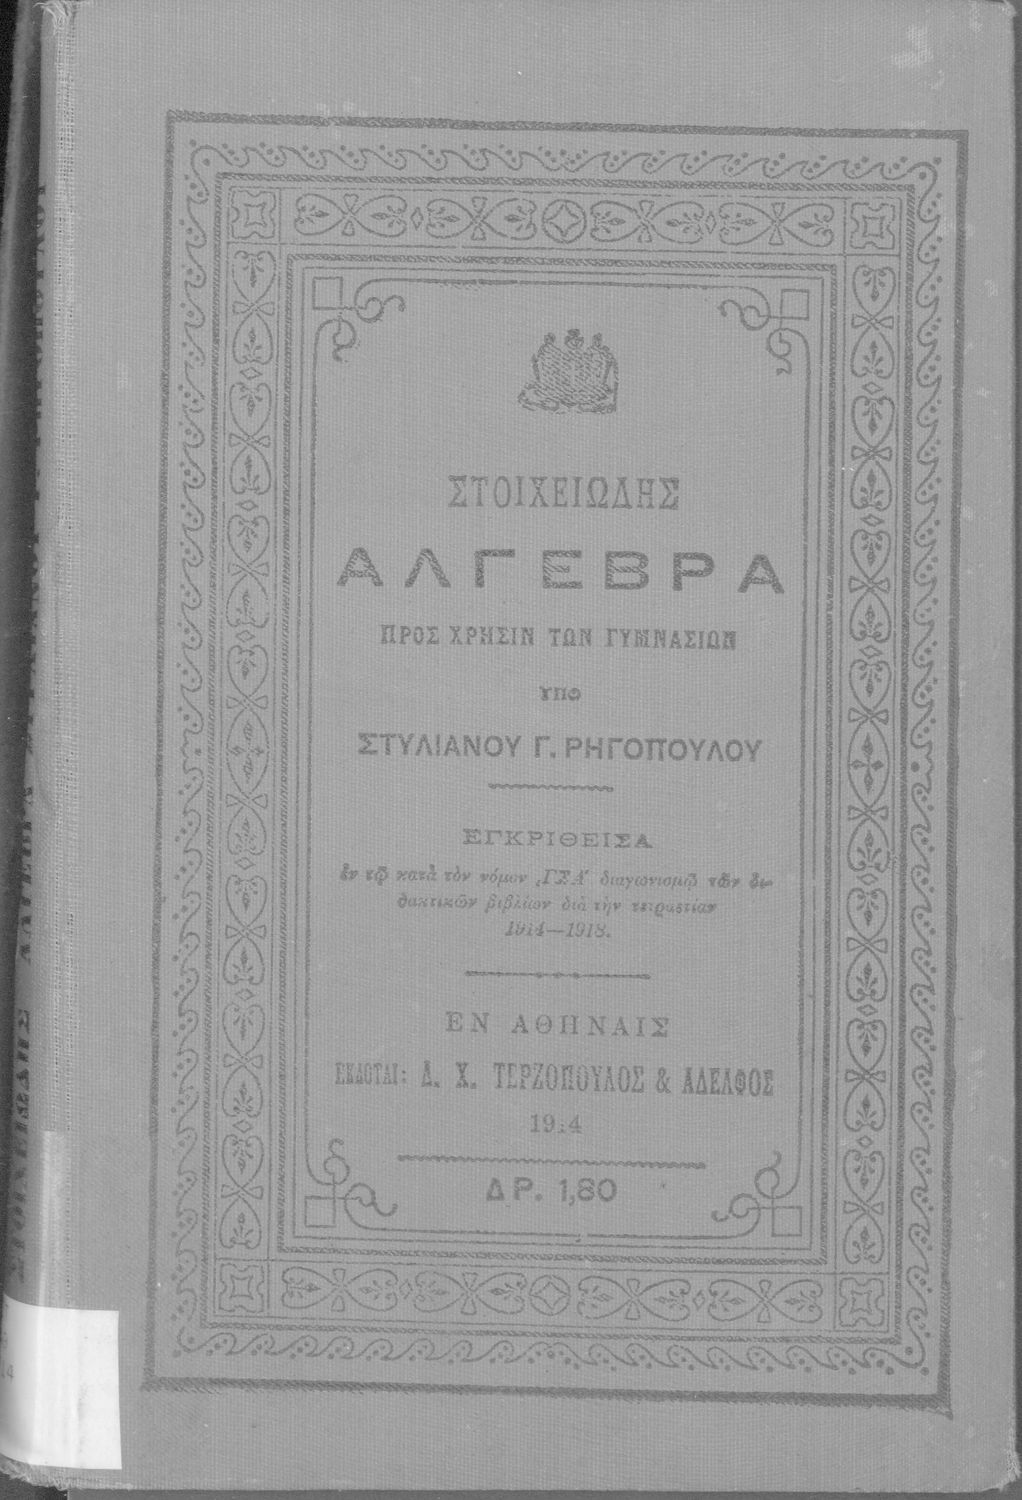 ΣΤΟΙΧΕΙΩΔΗΣ
ΑΛΓΕΒΡΑ
ΠΡΟΣ ΧΡΗΣΙΝ ΤΩΝ ΓΥΜΝΑΣΙΩΝ
ΥΠΟ
ΣΤΥΛΙΑΝΟΥ Γ. ΡΗΓΟΠΟΥΛΟΥ
ΕΓΚΡΙΘΕΙΣΑ
ἐν τῷ κατὰ τὸν νόμον ͵ΓΣΑ′ διαγωνισμῷ τῶν δι-
δακτικῶν βιβλίων διὰ τὴν τετραετίαν
1914—1918.
ΕΝ ΑΘΗΝΑΙΣ
ΕΚΔΟΤΑΙ: Δ. Χ. ΤΕΡΖΟΠΟΥΛΟΣ & ΑΔΕΛΦΟΣ
1914
ΔΡ. 1,80